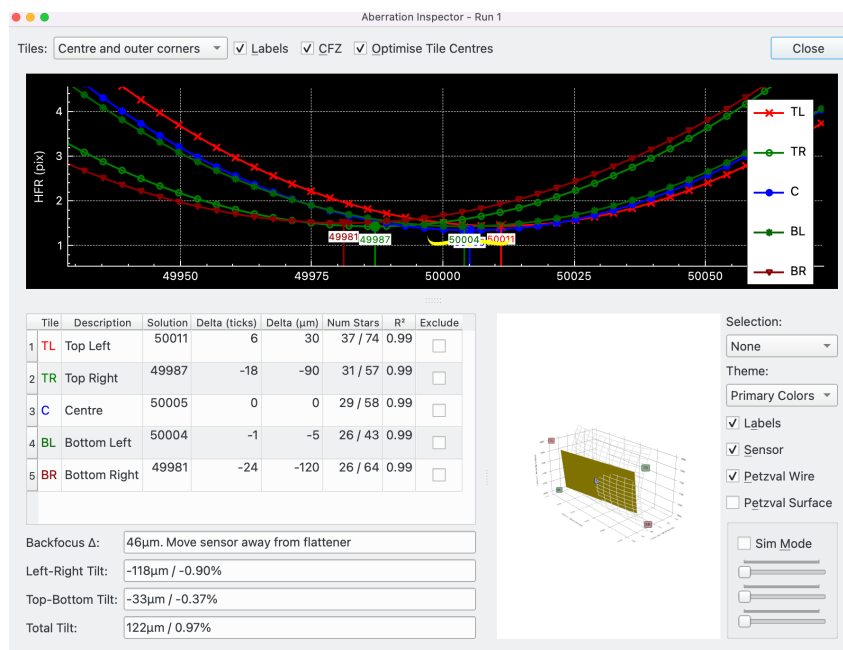 Aberration Inspector - Run 1
Tiles: Centre and outer corners Labels CFZ Optimise Tile Centres Close
HFR (pix)
4
3
2
1
49981 49987 50004 50011
49950 49975 50000 50025 50050
TL
TR
C
BL
BR
Tile Description Solution Delta (ticks) Delta (μm) Num Stars R² Exclude
1 TL Top Left 50011 6 30 37 / 74 0.99
2 TR Top Right 49987 -18 -90 31 / 57 0.99
3 C Centre 50005 0 0 29 / 58 0.99
4 BL Bottom Left 50004 -1 -5 26 / 43 0.99
5 BR Bottom Right 49981 -24 -120 26 / 64 0.99
Backfocus Δ: 46μm. Move sensor away from flattener
Left-Right Tilt: -118μm / -0.90%
Top-Bottom Tilt: -33μm / -0.37%
Total Tilt: 122μm / 0.97%
Selection:
None
Theme:
Primary Colors
Labels
Sensor
Petzval Wire
Petzval Surface
Sim Mode